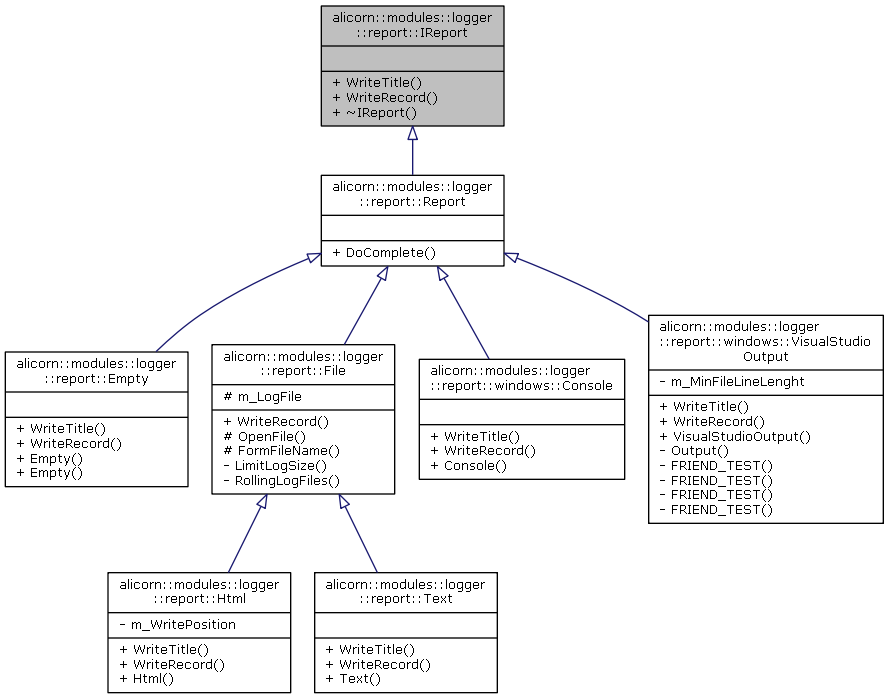 alicorn::modules::logger
::report::IReport
+ WriteTitle()
+ WriteRecord()
+ ~IReport()
alicorn::modules::logger
::report::Report
+ DoComplete()
alicorn::modules::logger
::report::Empty
+ WriteTitle()
+ WriteRecord()
+ Empty()
+ Empty()
alicorn::modules::logger
::report::File
# m_LogFile
+ WriteRecord()
# OpenFile()
# FormFileName()
- LimitLogSize()
- RollingLogFiles()
alicorn::modules::logger
::report::windows::Console
+ WriteTitle()
+ WriteRecord()
+ Console()
alicorn::modules::logger
::report::windows::VisualStudio
Output
- m_MinFileLineLenght
+ WriteTitle()
+ WriteRecord()
+ VisualStudioOutput()
- Output()
- FRIEND_TEST()
- FRIEND_TEST()
- FRIEND_TEST()
- FRIEND_TEST()
alicorn::modules::logger
::report::Html
- m_WritePosition
+ WriteTitle()
+ WriteRecord()
+ Html()
alicorn::modules::logger
::report::Text
+ WriteTitle()
+ WriteRecord()
+ Text()